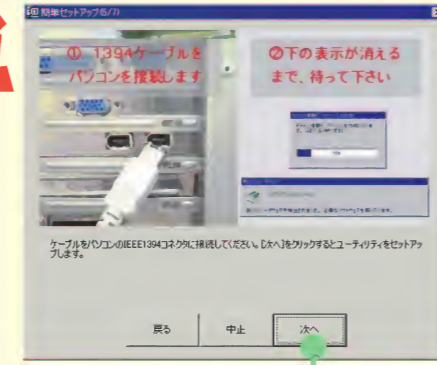 簡単セットアップ(6/7)
① 1394ケーブルを
パソコンを接続します
②下の表示が消える
まで、待って下さい
ケーブルをパソコンのIEEE1394コネクタに接続してください。[次へ]をクリックするとユーティリティをセットアッ
プします。
戻る
中止
次へ